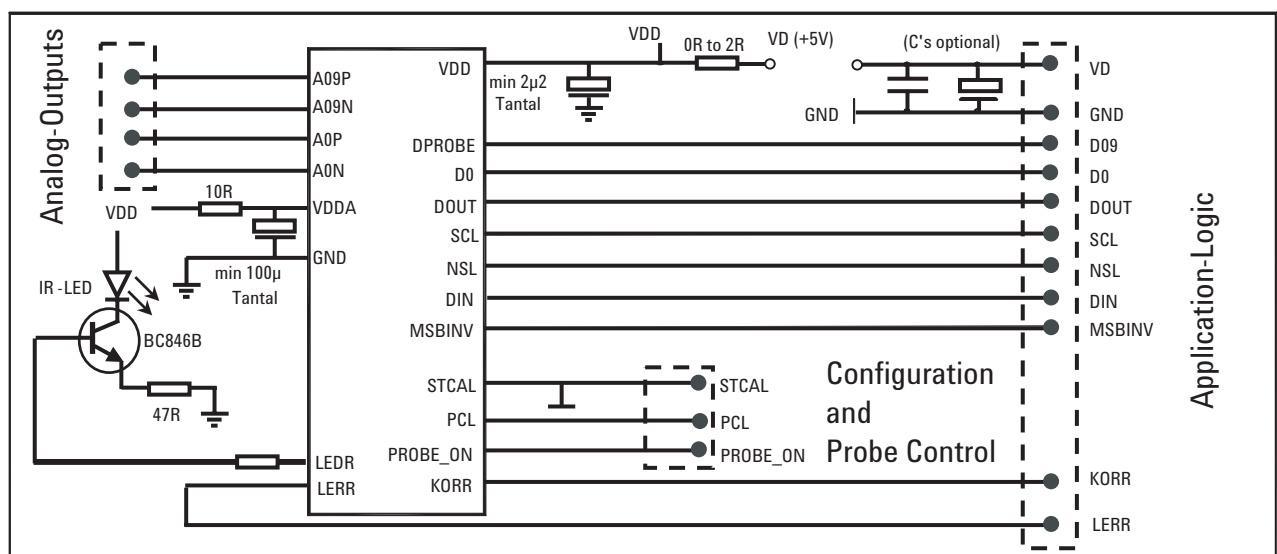 Analog-Outputs
A09P
A09N
A0P
A0N
10R
VDD
VDDA
GND
min 100µ
Tantal
IR -LED
BC846B
47R
LEDR
LERR
VDD
min 2µ2
Tantal
VDD
0R to 2R
VD (+5V)
(C's optional)
GND
DPROBE
D0
DOUT
SCL
NSL
DIN
MSBINV
STCAL
PCL
PROBE_ON
KORR
STCAL
PCL
PROBE_ON
Configuration
and
Probe Control
VD
GND
D09
D0
DOUT
SCL
NSL
DIN
MSBINV
KORR
LERR
Application-Logic